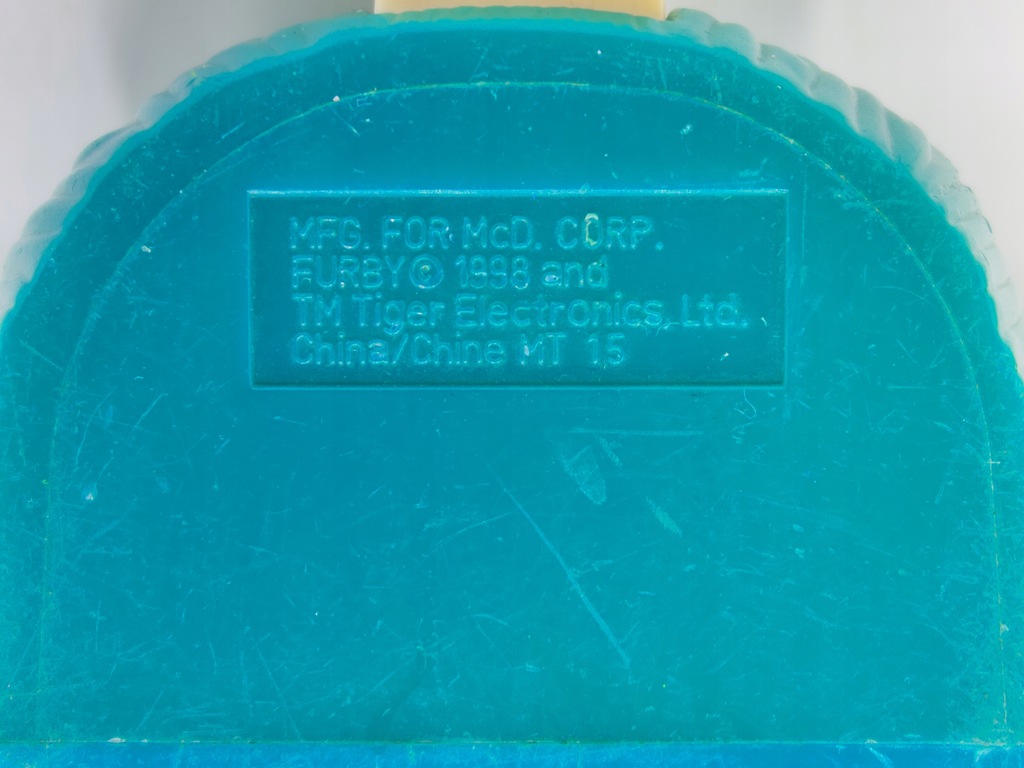 MFG. FOR McD. CORP.
FURBY © 1998 and
TM Tiger Electronics, Ltd.
China/Chine MT 15